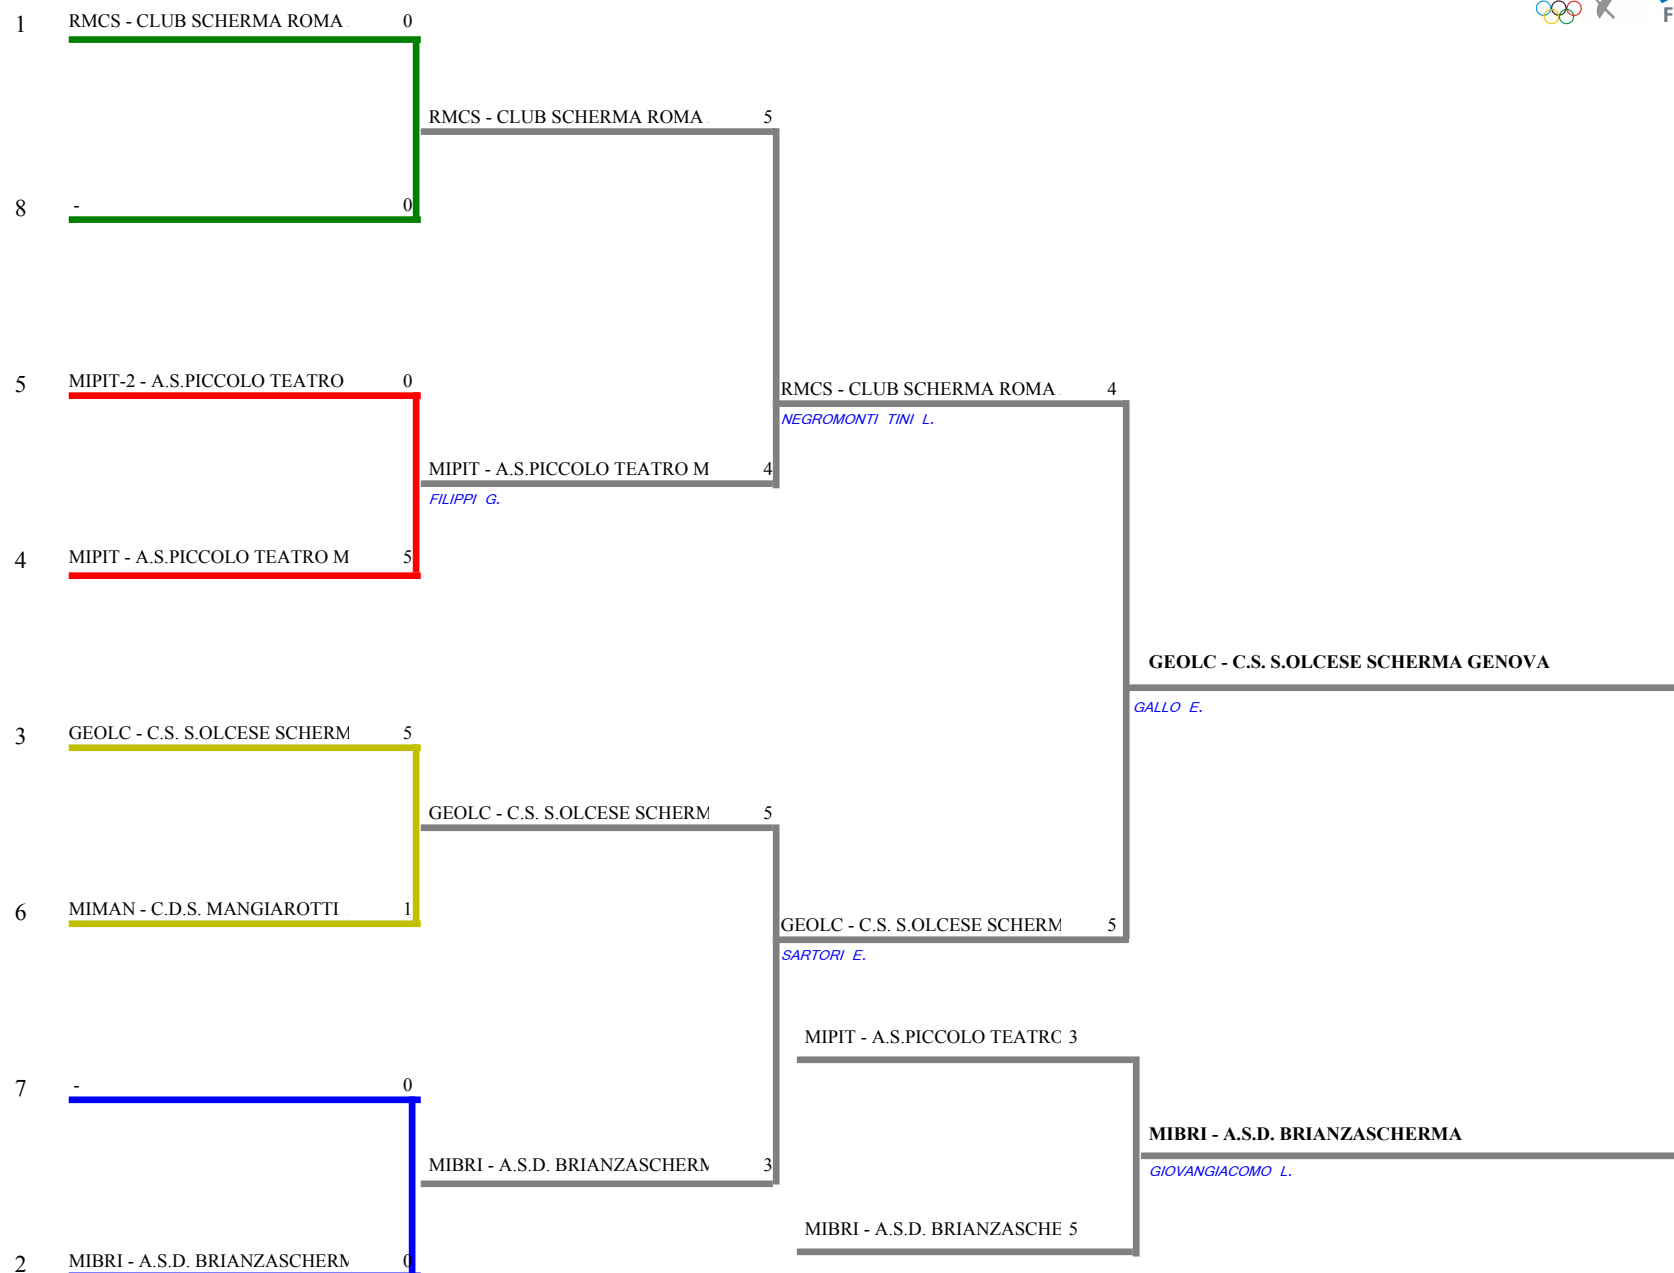 1 RMCS - CLUB SCHERMA ROMA 0
RMCS - CLUB SCHERMA ROMA 5
8 - 0
5 MIPIT-2 - A.S.PICCOLO TEATRO 0
RMCS - CLUB SCHERMA ROMA 4
NEGROMONTI TINI L.
MIPIT - A.S.PICCOLO TEATRO M 4
FILIPPI G.
4 MIPIT - A.S.PICCOLO TEATRO M 5
GEOLC - C.S. S.OLCESE SCHERMA GENOVA
GALLO E.
3 GEOLC - C.S. S.OLCESE SCHERM 5
GEOLC - C.S. S.OLCESE SCHERM 5
6 MIMAN - C.D.S. MANGIAROTTI 1
GEOLC - C.S. S.OLCESE SCHERM 5
SARTORI E.
MIPIT - A.S.PICCOLO TEATRO 3
7 - 0
MIBRI - A.S.D. BRIANZASCHERMA
GIOVANGIACOMO L.
MIBRI - A.S.D. BRIANZASCHERM 3
MIBRI - A.S.D. BRIANZASCHE 5
2 MIBRI - A.S.D. BRIANZASCHERM 0
F